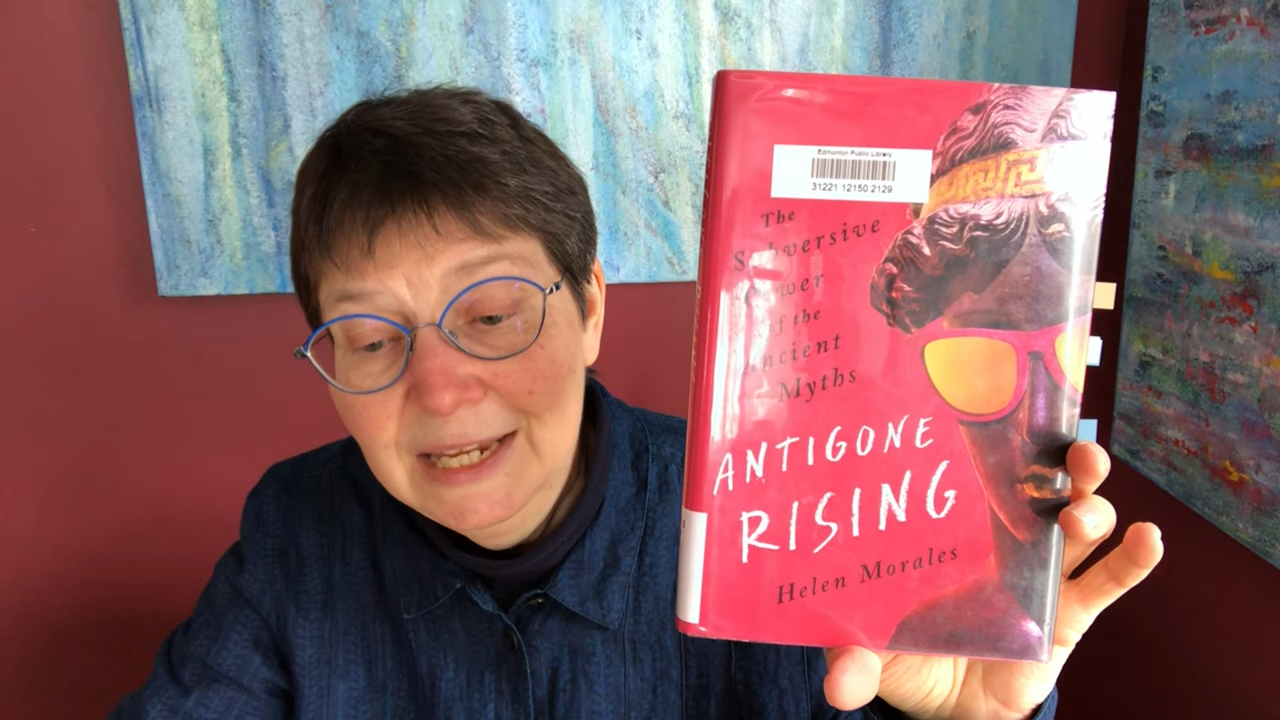 Edmonton Public Library
31221 12150 2129
The
Subversive
Power
of the
Ancient
Myths
ANTIGONE
RISING
Helen Morales